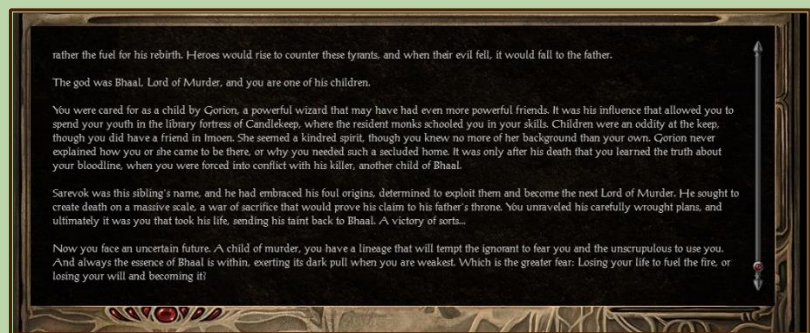 rather the fuel for his rebirth. Heroes would rise to counter these tyrants, and when their evil fell, it would fall to the father.
The god was Bhaal, Lord of Murder, and you are one of his children.
You were cared for as a child by Gorion, a powerful wizard that may have had even more powerful friends. It was his influence that allowed you to
spend your youth in the library fortress of Candlekeep, where the resident monks schooled you in your skills. Children were an oddity at the keep,
though you did have a friend in Imoen. She seemed a kindred spirit, though you knew no more of her background than your own. Gorion never
explained how you or she came to be there, or why you needed such a secluded home. It was only after his death that you learned the truth about
your bloodline, when you were forced into conflict with his killer, another child of Bhaal.
Sarevok was this sibling's name, and he had embraced his foul origins, determined to exploit them and become the next Lord of Murder. He sought to
create death on a massive scale, a war of sacrifice that would prove his claim to his father's throne. You unraveled his carefully wrought plans, and
ultimately it was you that took his life, sending his taint back to Bhaal. A victory of sorts...
Now you face an uncertain future. A child of murder, you have a lineage that will tempt the ignorant to fear you and the unscrupulous to use you.
And always the essence of Bhaal is within, exerting its dark pull when you are weakest. Which is the greater fear: Losing your life to fuel the fire, or
losing your will and becoming it?